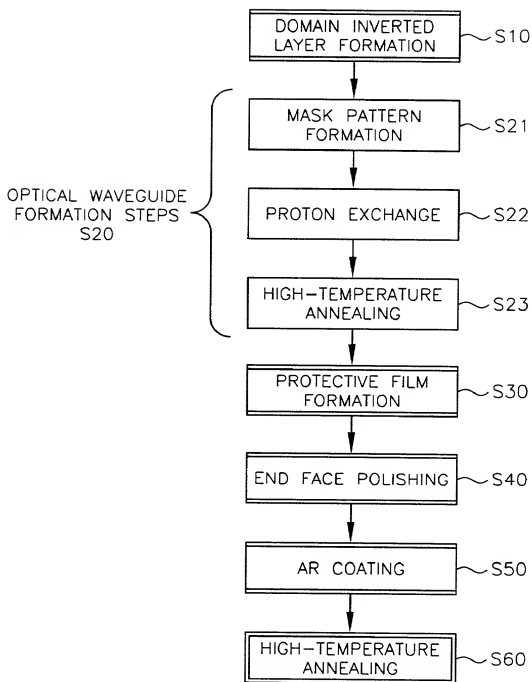 DOMAIN INVERTED
LAYER FORMATION
S10
MASK PATTERN
FORMATION
S21
OPTICAL WAVEGUIDE
FORMATION STEPS
S20
PROTON EXCHANGE
S22
HIGH-TEMPERATURE
ANNEALING
S23
PROTECTIVE FILM
FORMATION
S30
END FACE POLISHING
S40
AR COATING
S50
HIGH-TEMPERATURE
ANNEALING
S60